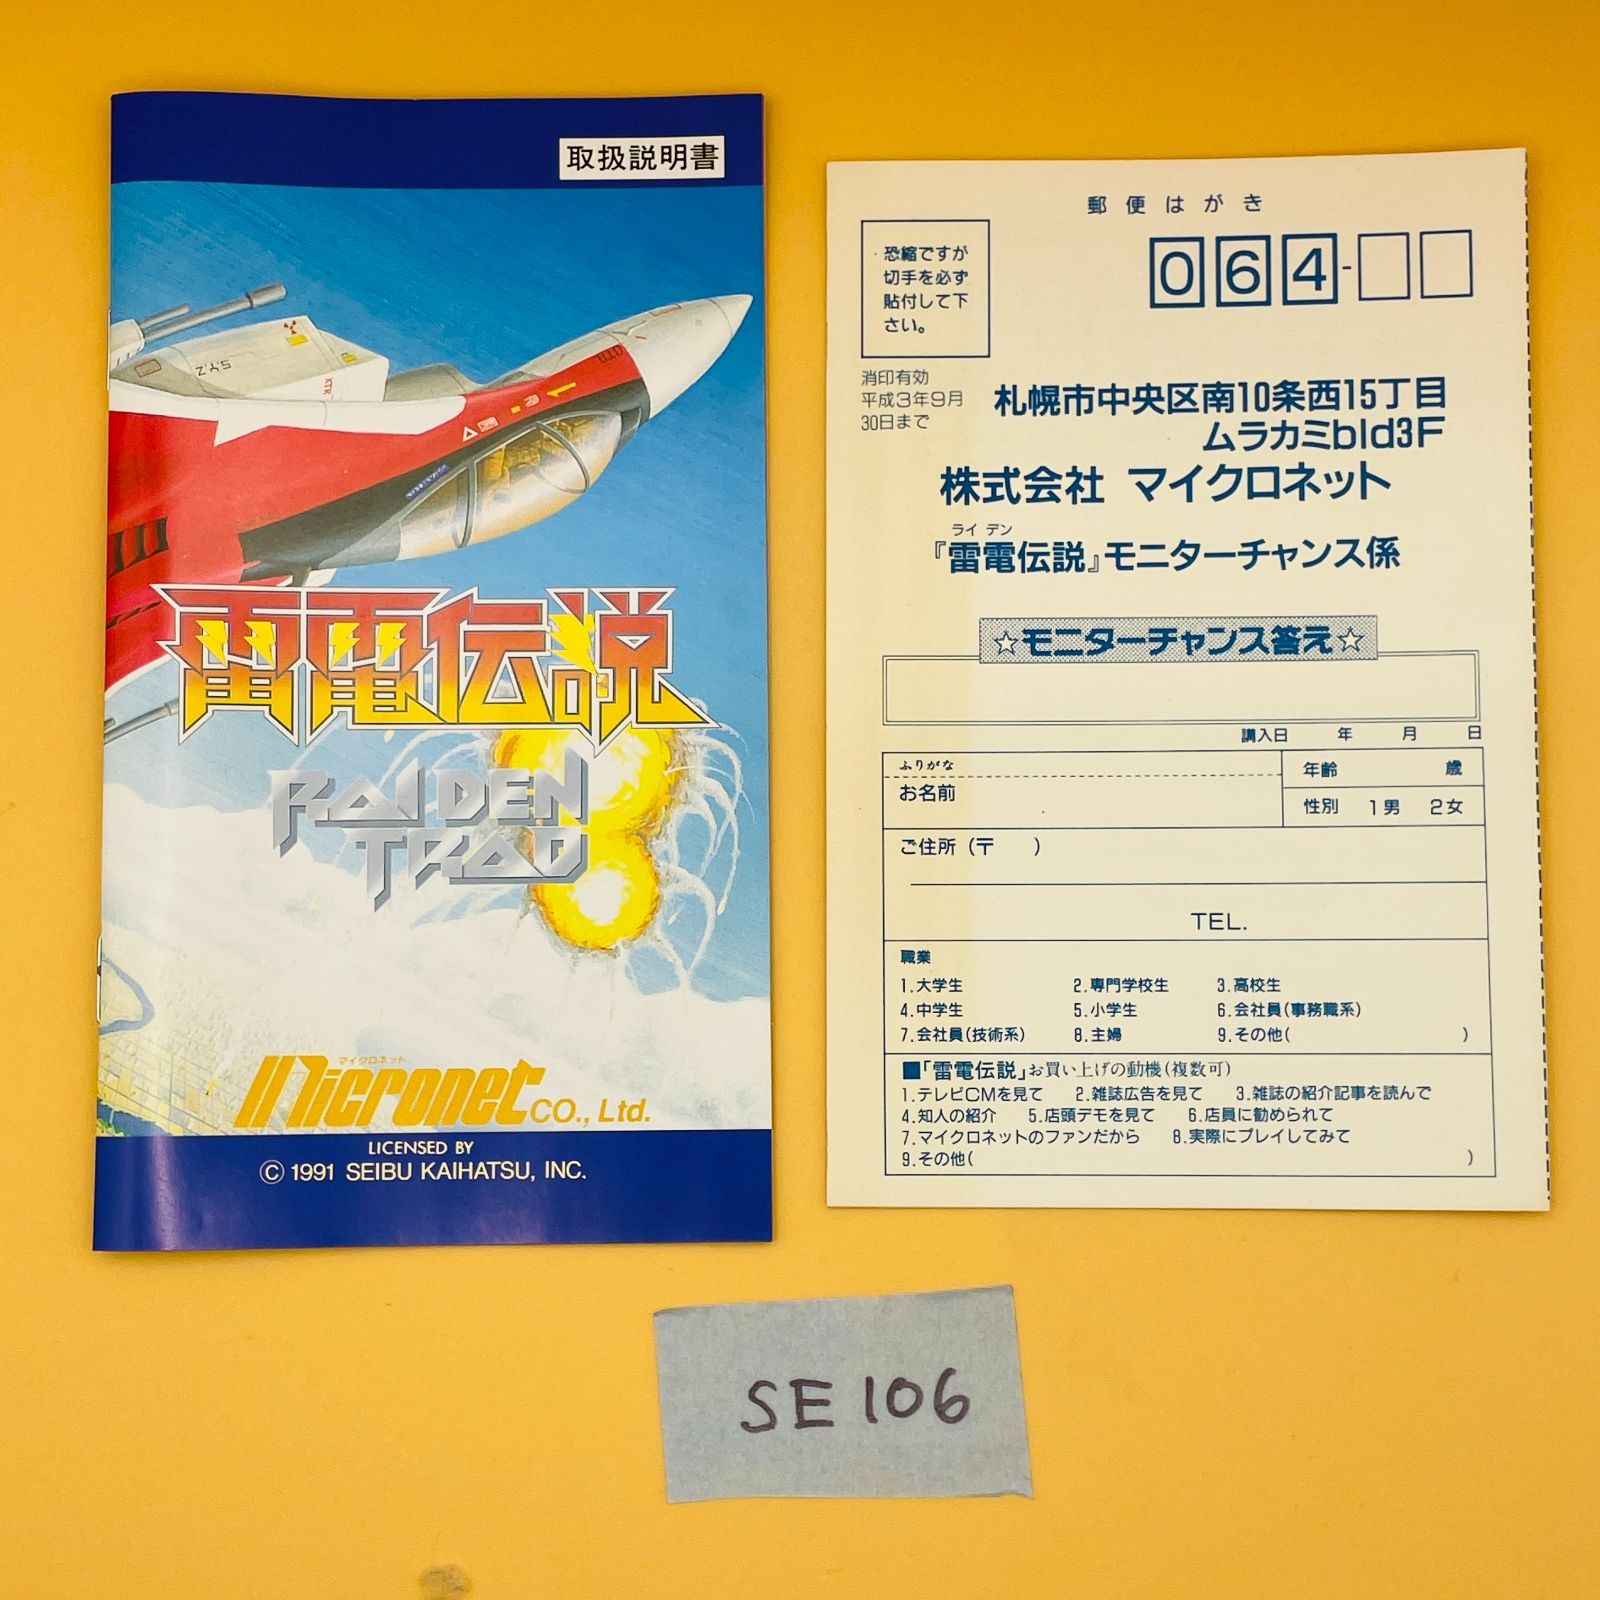 取扱説明書
S.Y.Z
XTR
雷電伝説
RAIDEN
TRAD
マイクロネット
Micronet CO., Ltd.
LICENSED BY
© 1991 SEIBU KAIHATSU, INC.
郵便はがき
恐縮ですが
切手を必ず
貼付して下
さい。
064-
消印有効
平成3年9月
30日まで
札幌市中央区南10条西15丁目
ムラカミbld3F
株式会社 マイクロネット
ライ デン
『雷電伝説』モニターチャンス係
☆モニターチャンス答え☆
購入日 年 月 日
ふりがな
お名前
年齢 歳
性別 1男 2女
ご住所 (〒 )
TEL.
職業
1.大学生 2.専門学校生 3.高校生
4.中学生 5.小学生 6.会社員(事務職系)
7.会社員(技術系) 8.主婦 9.その他( )
■「雷電伝説」お買い上げの動機(複数可)
1.テレビCMを見て 2.雑誌広告を見て 3.雑誌の紹介記事を読んで
4.知人の紹介 5.店頭デモを見て 6.店員に勧められて
7.マイクロネットのファンだから 8.実際にプレイしてみて
9.その他( )
SE106